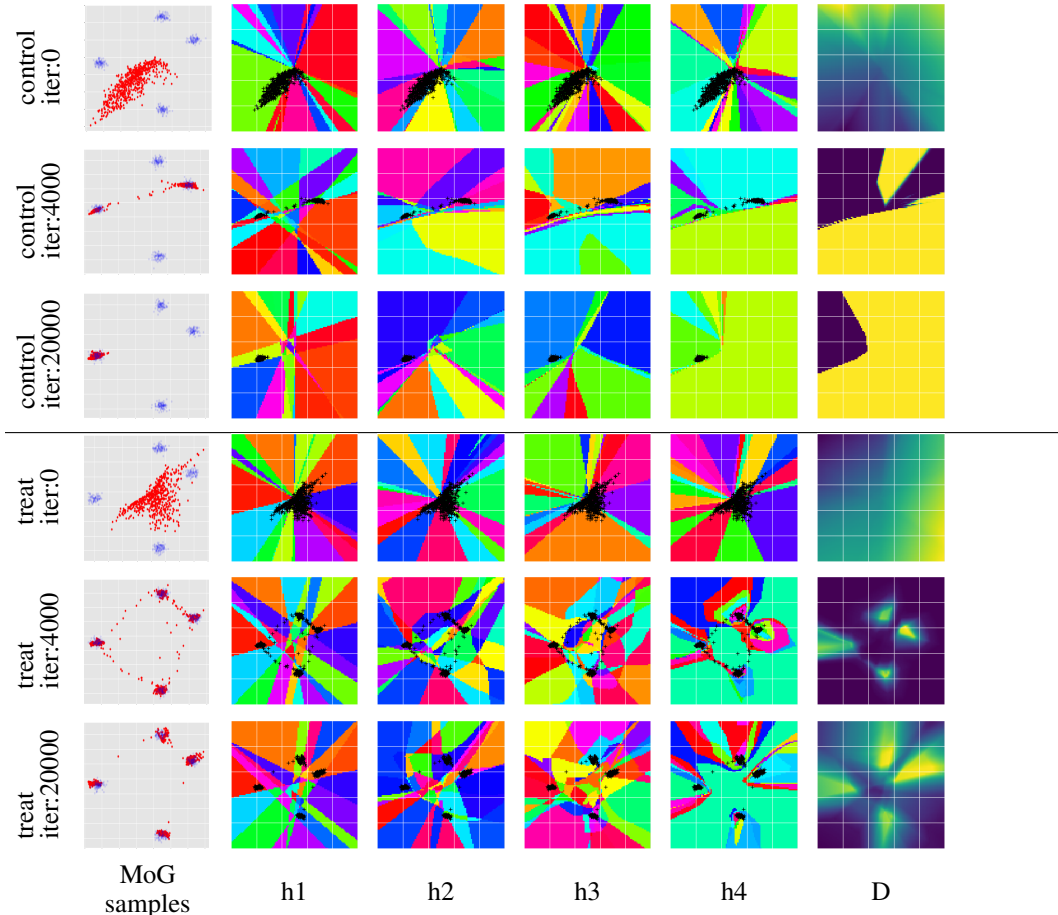 control
iter:0
control
iter:4000
control
iter:20000
treat
iter:0
treat
iter:4000
treat
iter:20000
MoG
samples
h1
h2
h3
h4
D